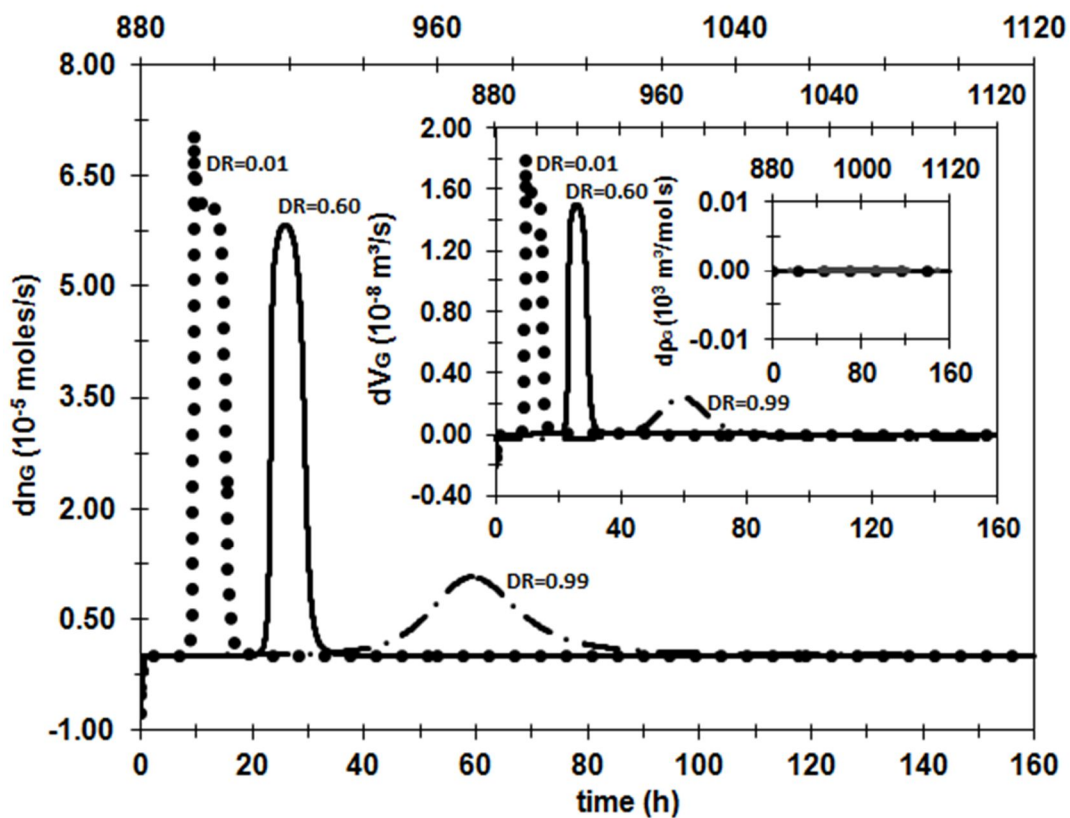 880 960 1040 1120
8.00
6.50
5.00
3.50
2.00
0.50
-1.00
dnG (10-5 moles/s)
0 20 40 60 80 100 120 140 160
time (h)
DR=0.01
DR=0.60
DR=0.99
880 960 1040 1120
2.00
1.60
1.20
0.80
0.40
0.00
-0.40
dVG (10-8 m³/s)
0 40 80 120 160
DR=0.01
DR=0.60
DR=0.99
880 1000 1120
0.01
0.00
-0.01
dρG (10³ m³/mols)
0 80 160